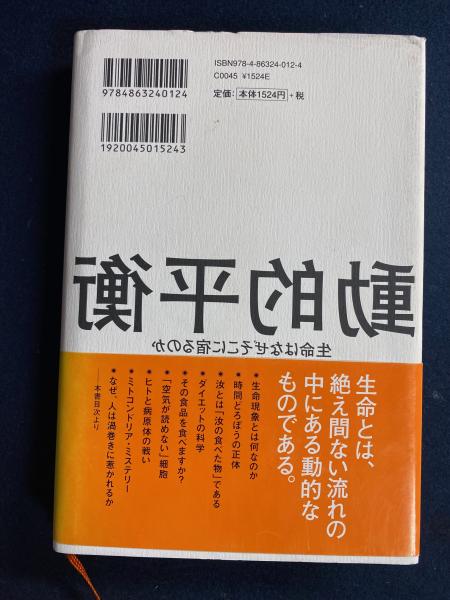 ISBN978-4-86324-012-4
C0045 ¥1524E
定価：本体1524円＋税
9784863240124
1920045015243
動的平衡
生命はなぜそこに宿るのか
生命とは、
絶え間ない流れの
中にある動的な
ものである。
●生命現象とは何なのか
●時間どろぼうの正体
●汝とは「汝の食べた物」である
●ダイエットの科学
●その食品を食べますか？
●「空気が読めない」細胞
●ヒトと病原体の戦い
●ミトコンドリア・ミステリー
●なぜ、人は渦巻きに惹かれるか
──本書目次より